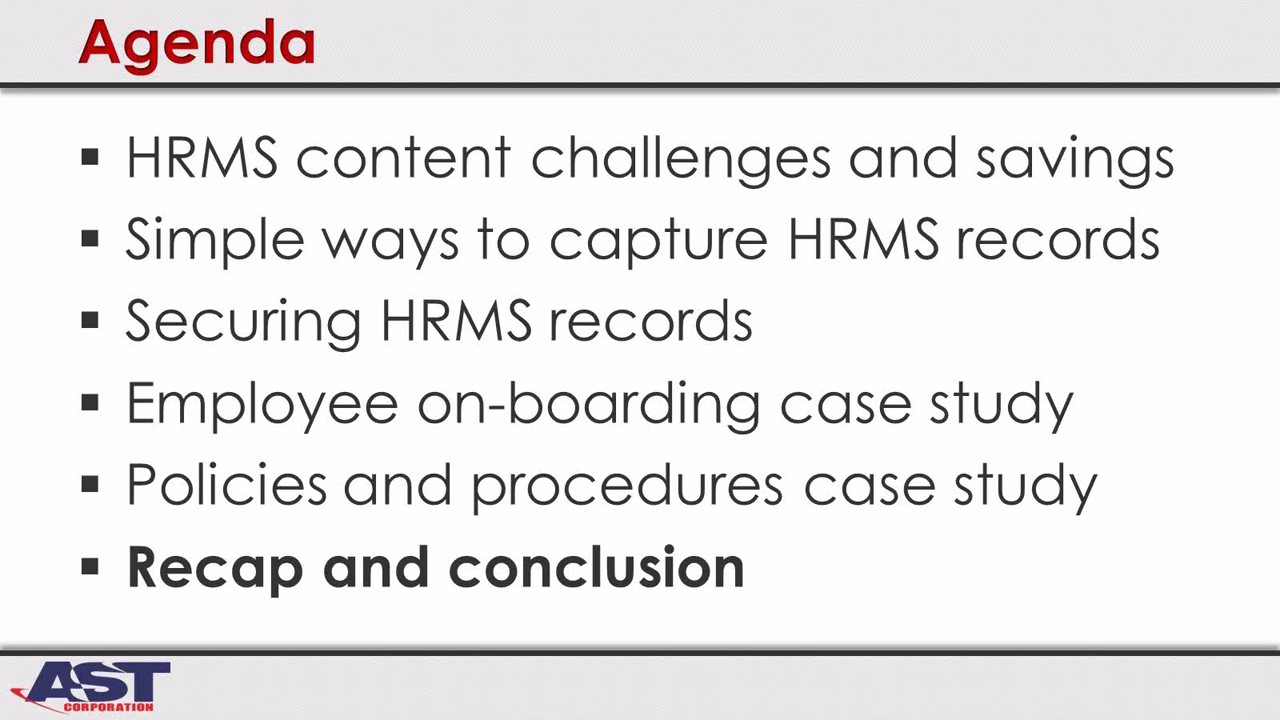 Agenda
▪ HRMS content challenges and savings
▪ Simple ways to capture HRMS records
▪ Securing HRMS records
▪ Employee on-boarding case study
▪ Policies and procedures case study
▪ Recap and conclusion
AST
CORPORATION